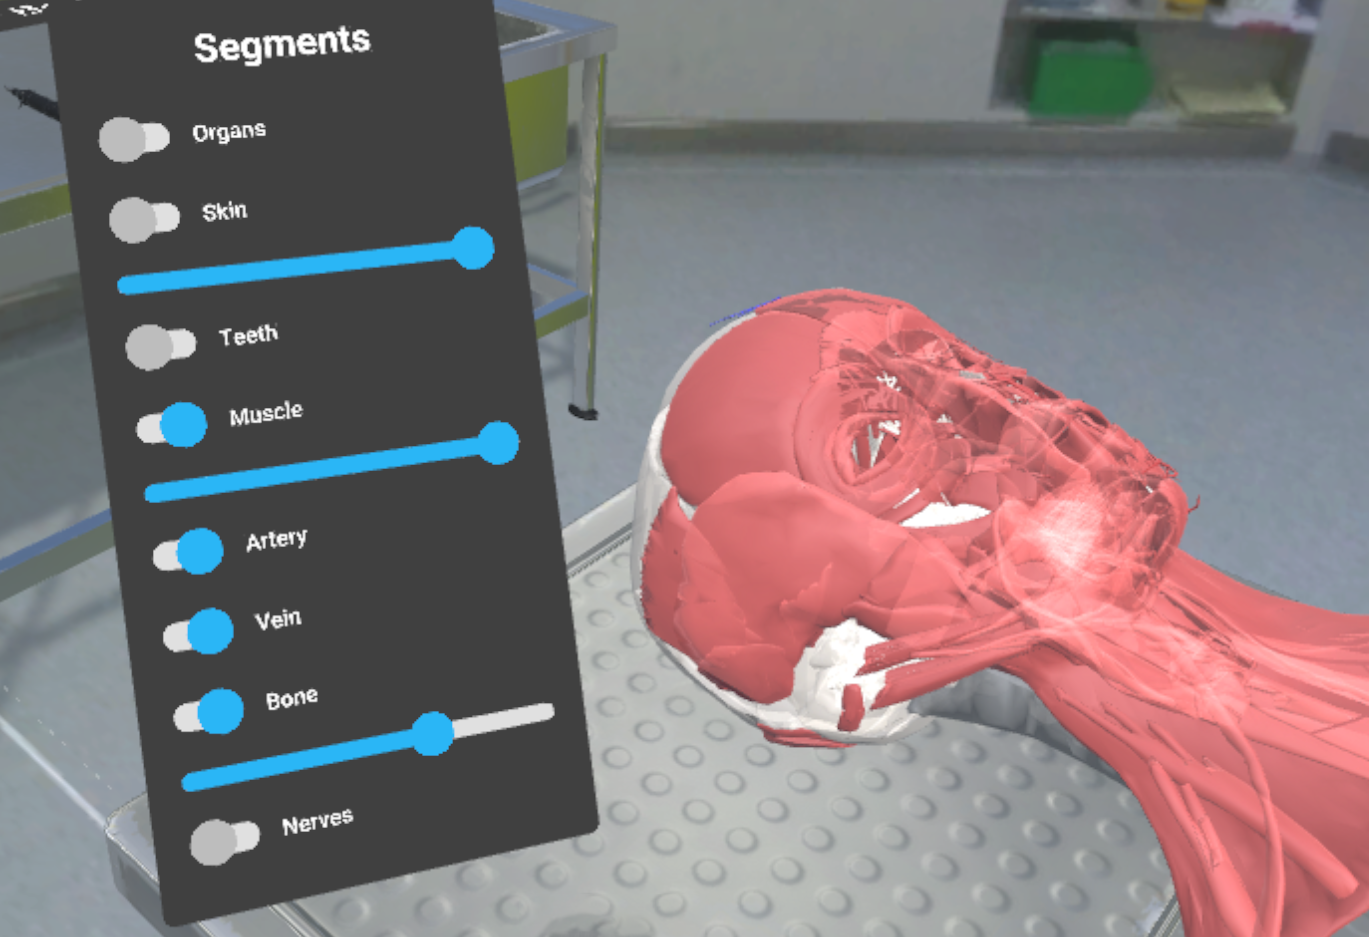 Segments
Organs
Skin
Teeth
Muscle
Artery
Vein
Bone
Nerves